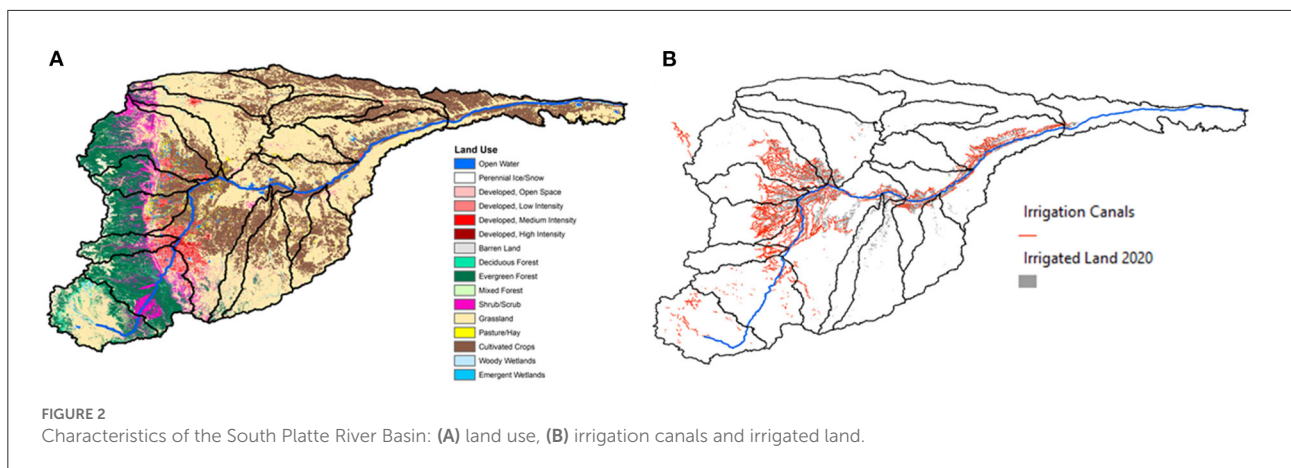 A
B
Land Use
Open Water
Perennial Ice/Snow
Developed, Open Space
Developed, Low Intensity
Developed, Medium Intensity
Developed, High Intensity
Barren Land
Deciduous Forest
Evergreen Forest
Mixed Forest
Shrub/Scrub
Grassland
Pasture/Hay
Cultivated Crops
Woody Wetlands
Emergent Wetlands
Irrigation Canals
Irrigated Land 2020
FIGURE 2
Characteristics of the South Platte River Basin: (A) land use, (B) irrigation canals and irrigated land.